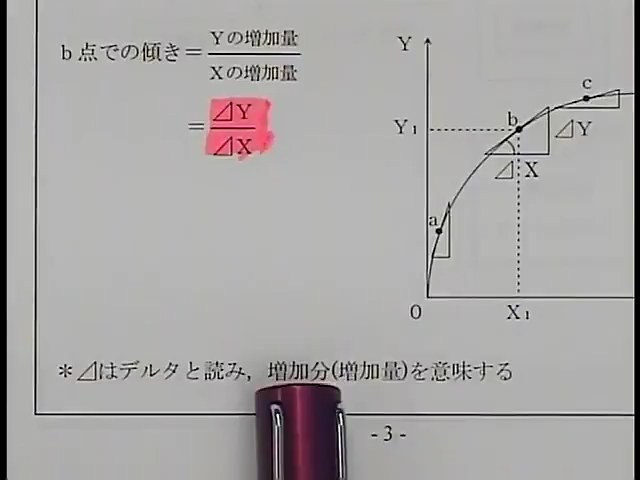 b点での傾き＝Yの増加量/Xの増加量
＝⊿Y/⊿X
Y
c
b
Y₁
⊿Y
⊿X
a
0
X₁
＊⊿はデルタと読み，増加分(増加量)を意味する
- 3 -